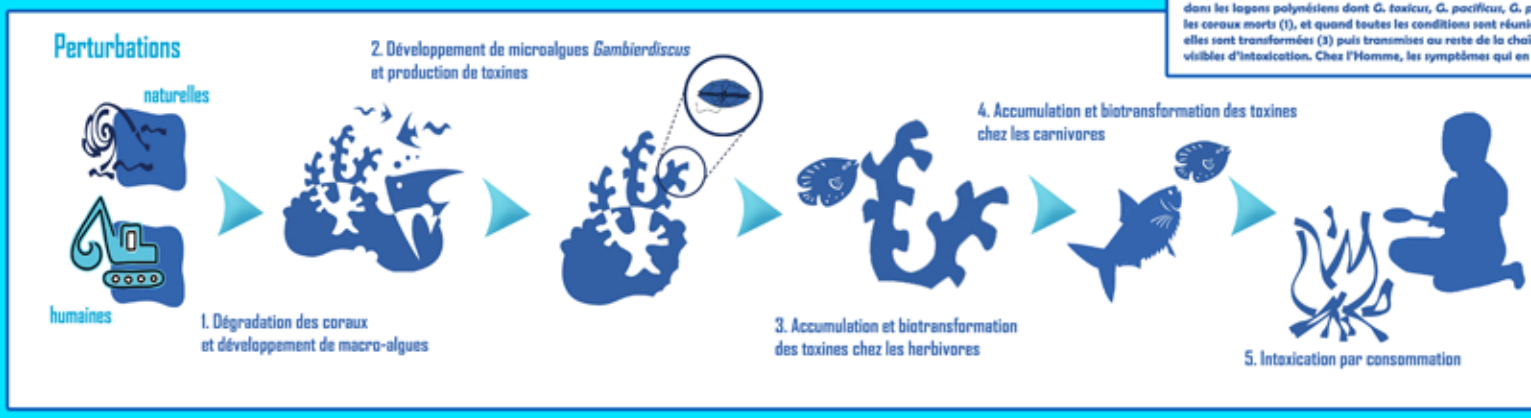 dans les lagons polynésiens dont G. toxicus, G. pacificus, G. p
les coraux morts (1), et quand toutes les conditions sont réuni
elles sont transformées (3) puis transmises au reste de la chaî
visibles d'intoxication. Chez l'Homme, les symptômes qui en
Perturbations
naturelles
humaines
1. Dégradation des coraux
et développement de macro-algues
2. Développement de microalgues Gambierdiscus
et production de toxines
3. Accumulation et biotransformation
des toxines chez les herbivores
4. Accumulation et biotransformation des toxines
chez les carnivores
5. Intoxication par consommation